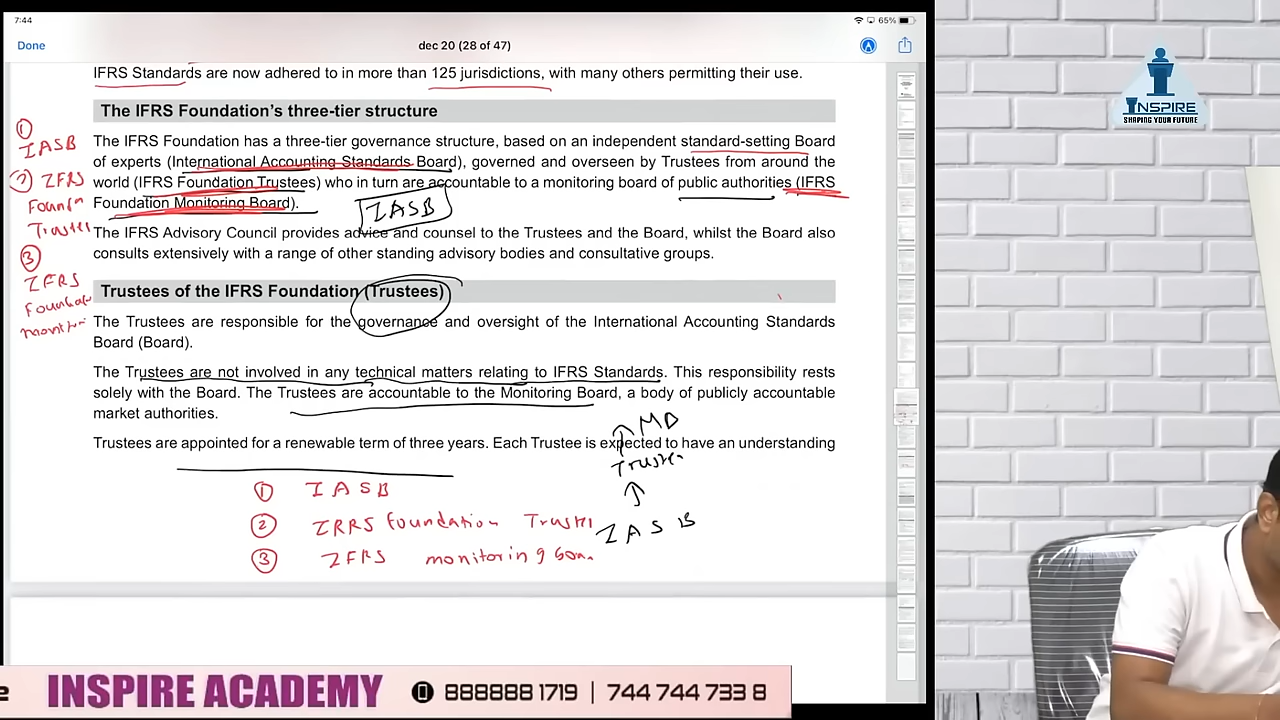 7:44
65%
Done
dec 20 (28 of 47)
INSPIRE
SHAPING YOUR FUTURE
IFRS Standards are now adhered to in more than 125 jurisdictions, with many others permitting their use.
The IFRS Foundation's three-tier structure
The IFRS Foundation has a three-tier governance structure, based on an independent standard-setting Board
of experts (International Accounting Standards Board), governed and overseen by Trustees from around the
world (IFRS Foundation Trustees) who in turn are accountable to a monitoring board of public authorities (IFRS
Foundation Monitoring Board).
IASB
The IFRS Advisory Council provides advice and counsel to the Trustees and the Board, whilst the Board also
consults extensively with a range of other standing advisory bodies and consultative groups.
1
IASB
2 IFRS
Trustes
3
IFRS
Trustees of the IFRS Foundation (Trustees)
The Trustees are responsible for the governance and oversight of the International Accounting Standards
Board (Board).
The Trustees are not involved in any technical matters relating to IFRS Standards. This responsibility rests
solely with the Board. The Trustees are accountable to the Monitoring Board, a body of publicly accountable
market authorities.
Trustees are appointed for a renewable term of three years. Each Trustee is expected to have an understanding
Trustes
IASB
1 IASB
2 IRRS foundation Trustes
3 IFRS monitoring
INSPIRE ACADEMY 888888 1719 | 744 744 733 8